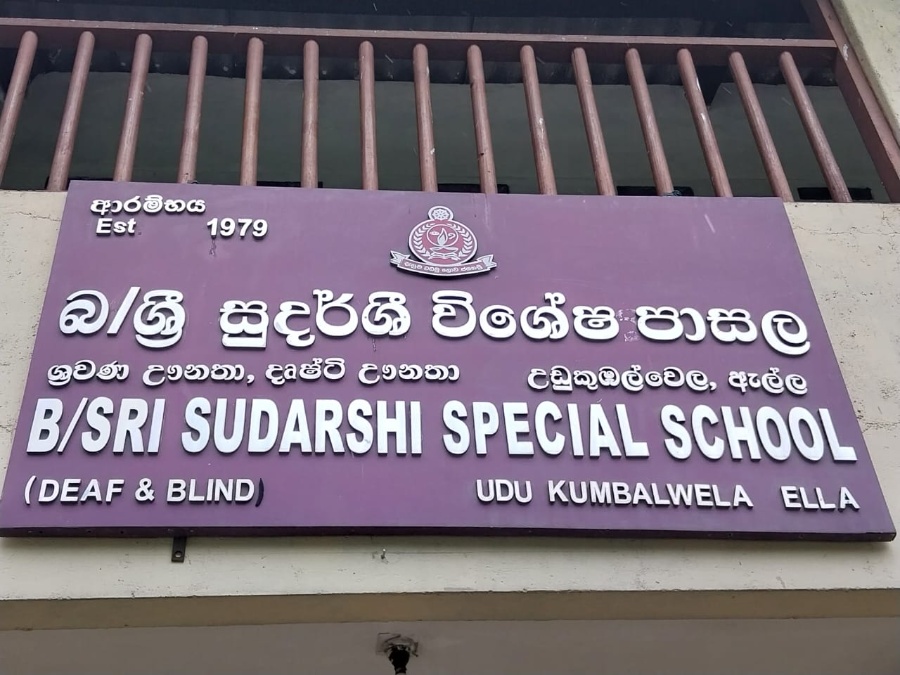 ආරම්භය
Est 1979
බ/ශ්‍රී සුදර්ශී විශේෂ පාසල
ශ්‍රවණ ඌනතා, දෘෂ්ටි ඌනතා උඩුකුඹල්වෙල, ඇල්ල
B/SRI SUDARSHI SPECIAL SCHOOL
(DEAF & BLIND) UDU KUMBALWELA ELLA